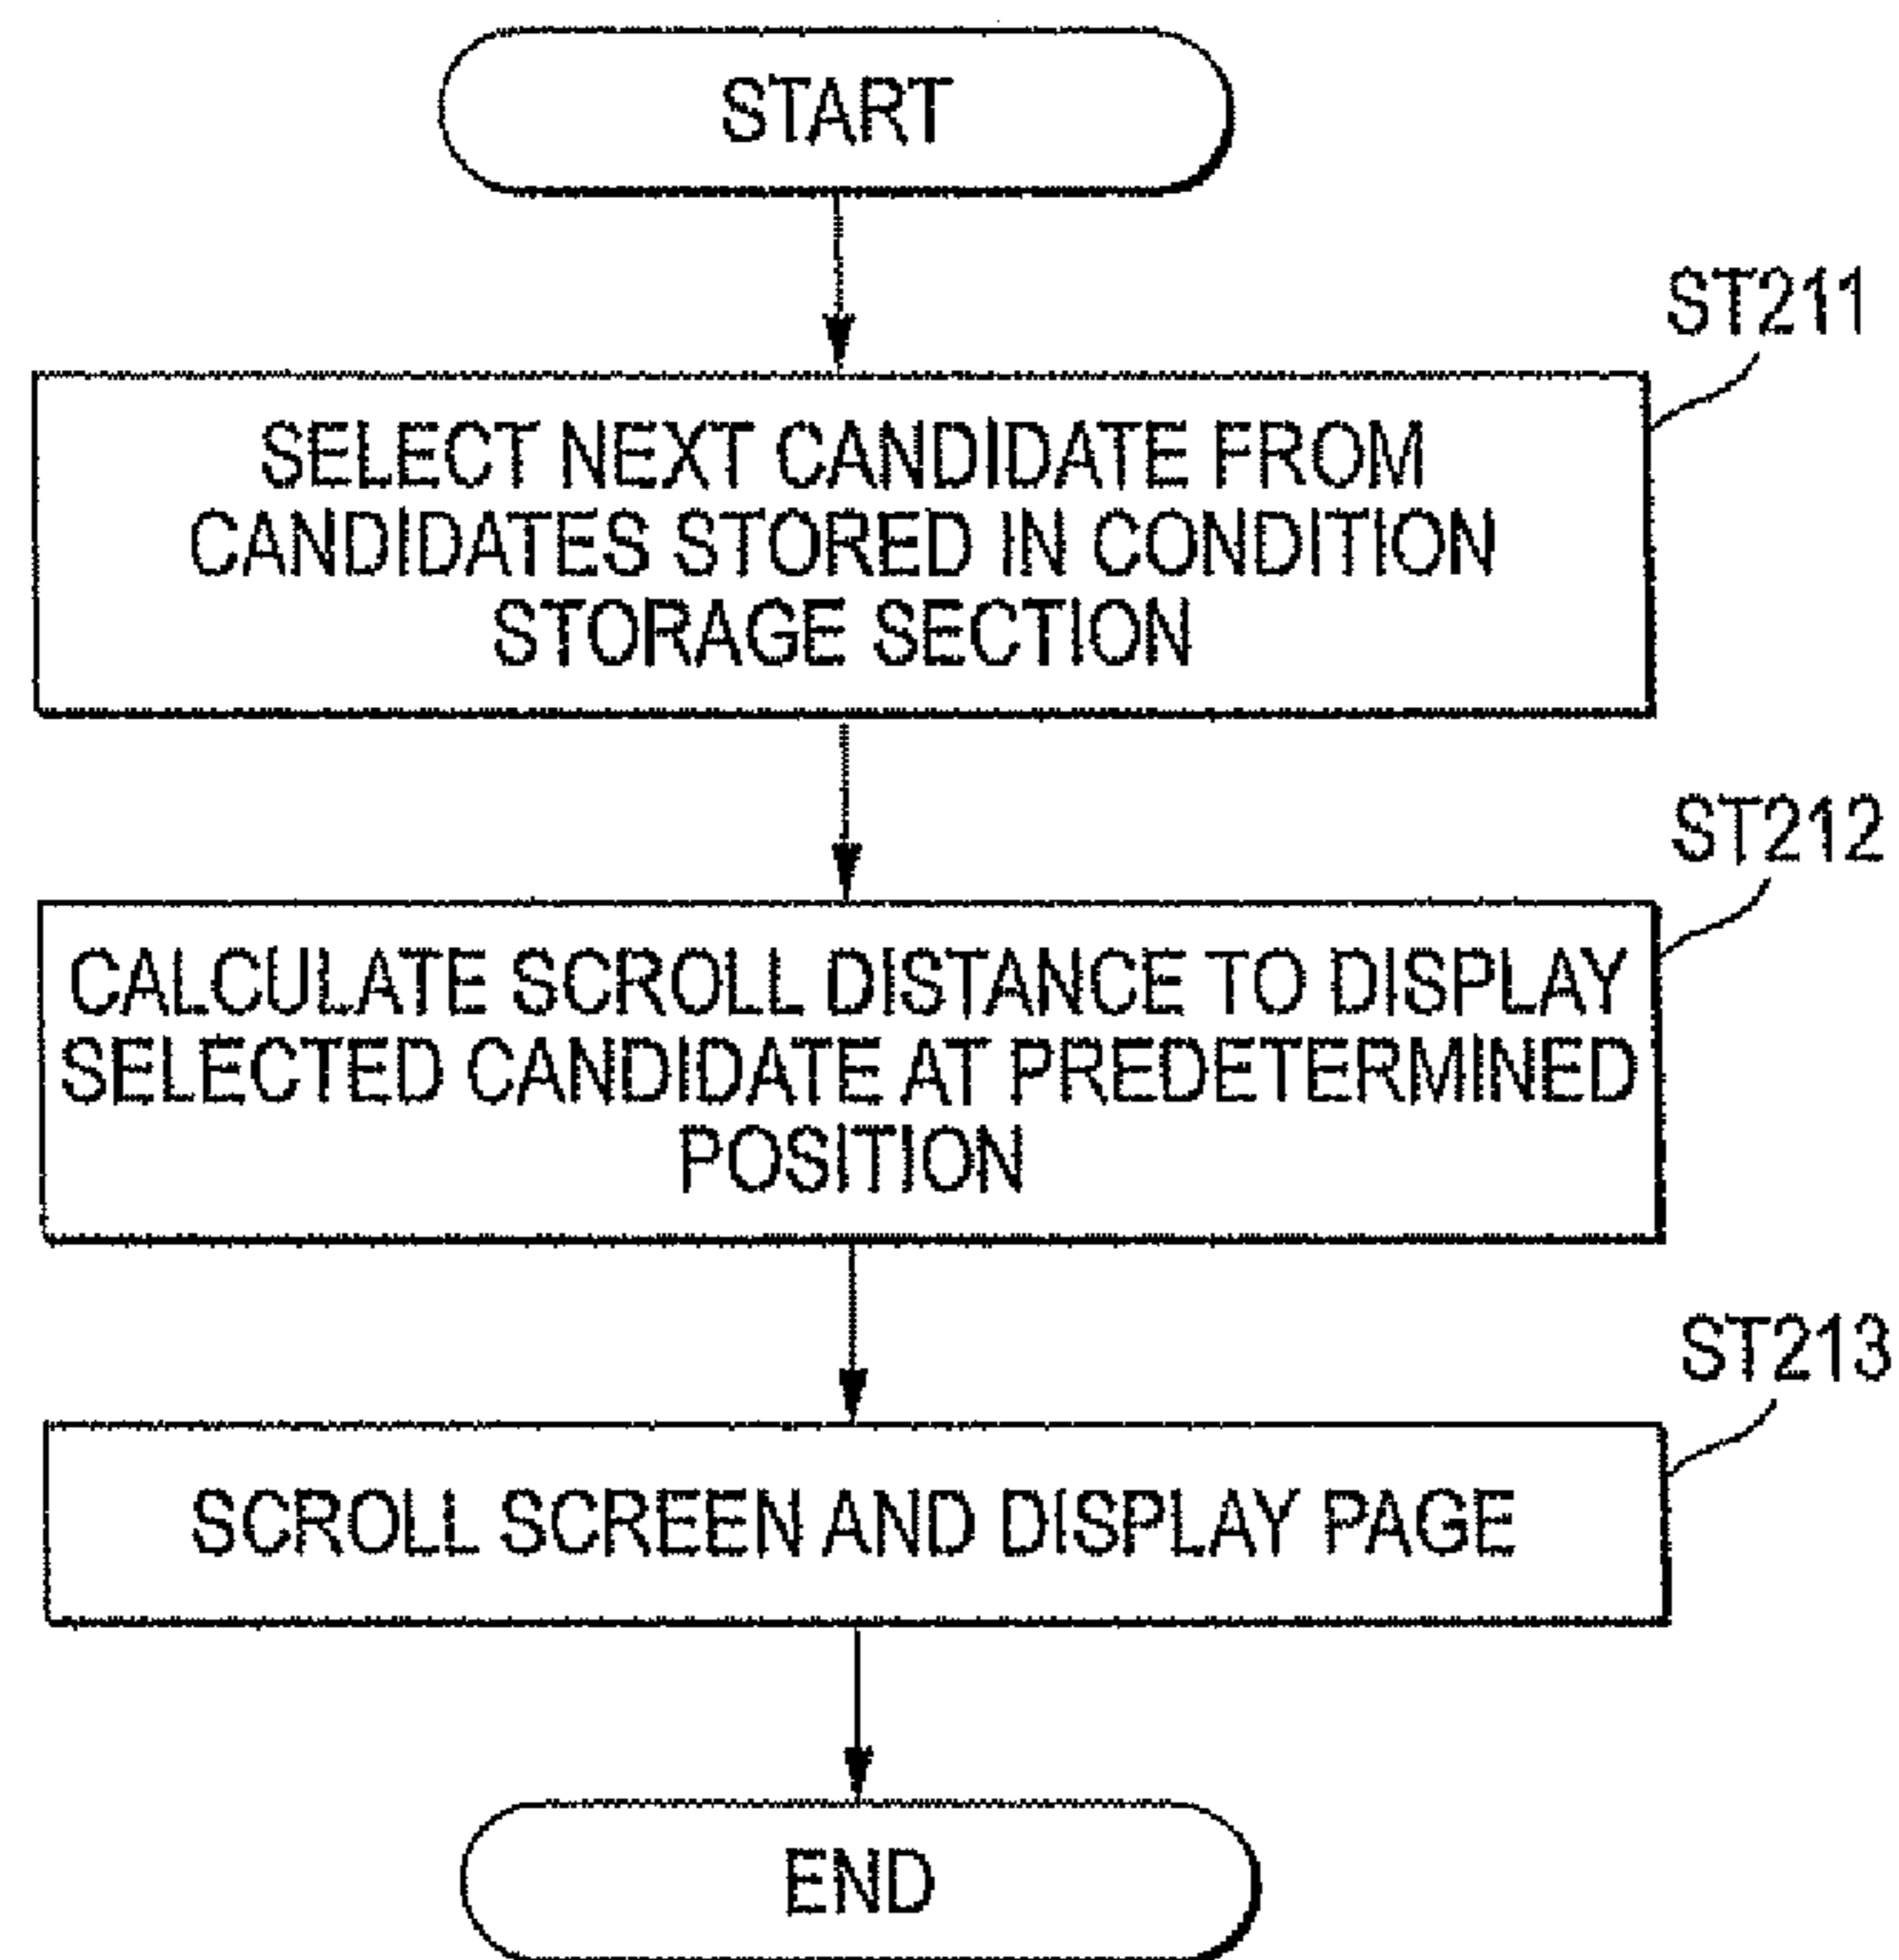 START
ST211
SELECT NEXT CANDIDATE FROM
CANDIDATES STORED IN CONDITION
STORAGE SECTION
ST212
CALCULATE SCROLL DISTANCE TO DISPLAY
SELECTED CANDIDATE AT PREDETERMINED
POSITION
ST213
SCROLL SCREEN AND DISPLAY PAGE
END